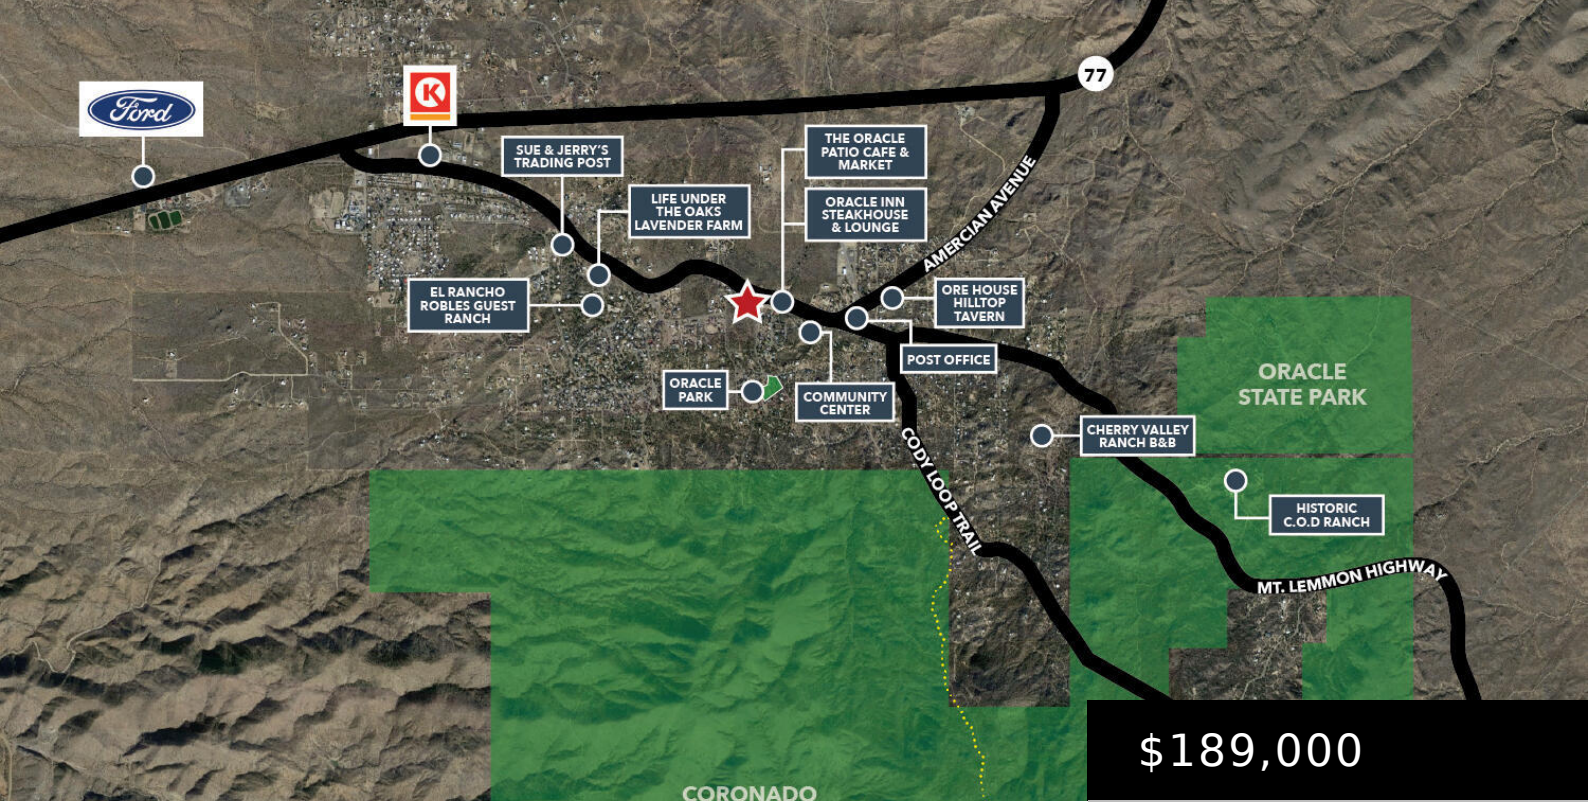 77
Ford
K
SUE & JERRY'S
TRADING POST
THE ORACLE
PATIO CAFE &
MARKET
LIFE UNDER
THE OAKS
LAVENDER FARM
ORACLE INN
STEAKHOUSE
& LOUNGE
AMERCIAN AVENUE
EL RANCHO
ROBLES GUEST
RANCH
ORE HOUSE
HILLTOP
TAVERN
POST OFFICE
ORACLE
STATE PARK
ORACLE
PARK
COMMUNITY
CENTER
CHERRY VALLEY
RANCH B&B
CODY LOOP TRAIL
HISTORIC
C.O.D RANCH
MT. LEMMON HIGHWAY
$189,000
CORONADO